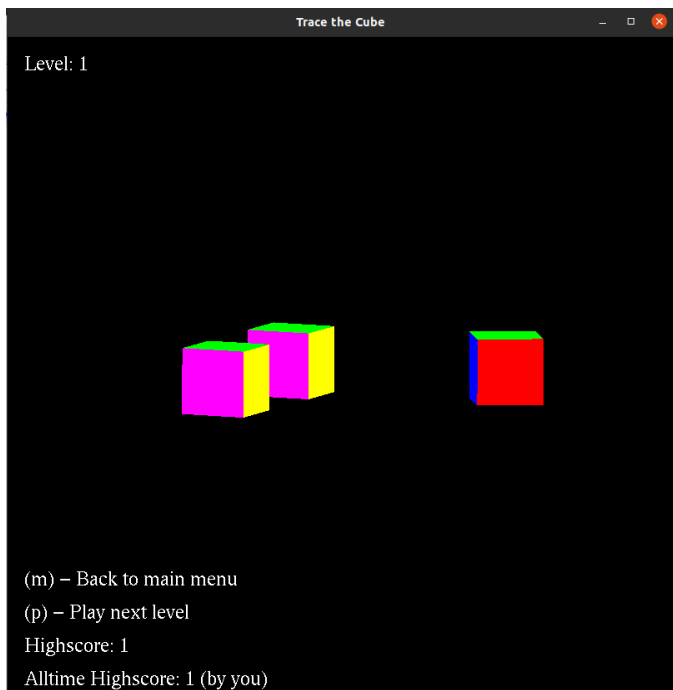 Trace the Cube
Level: 1
(m) – Back to main menu
(p) – Play next level
Highscore: 1
Alltime Highscore: 1 (by you)